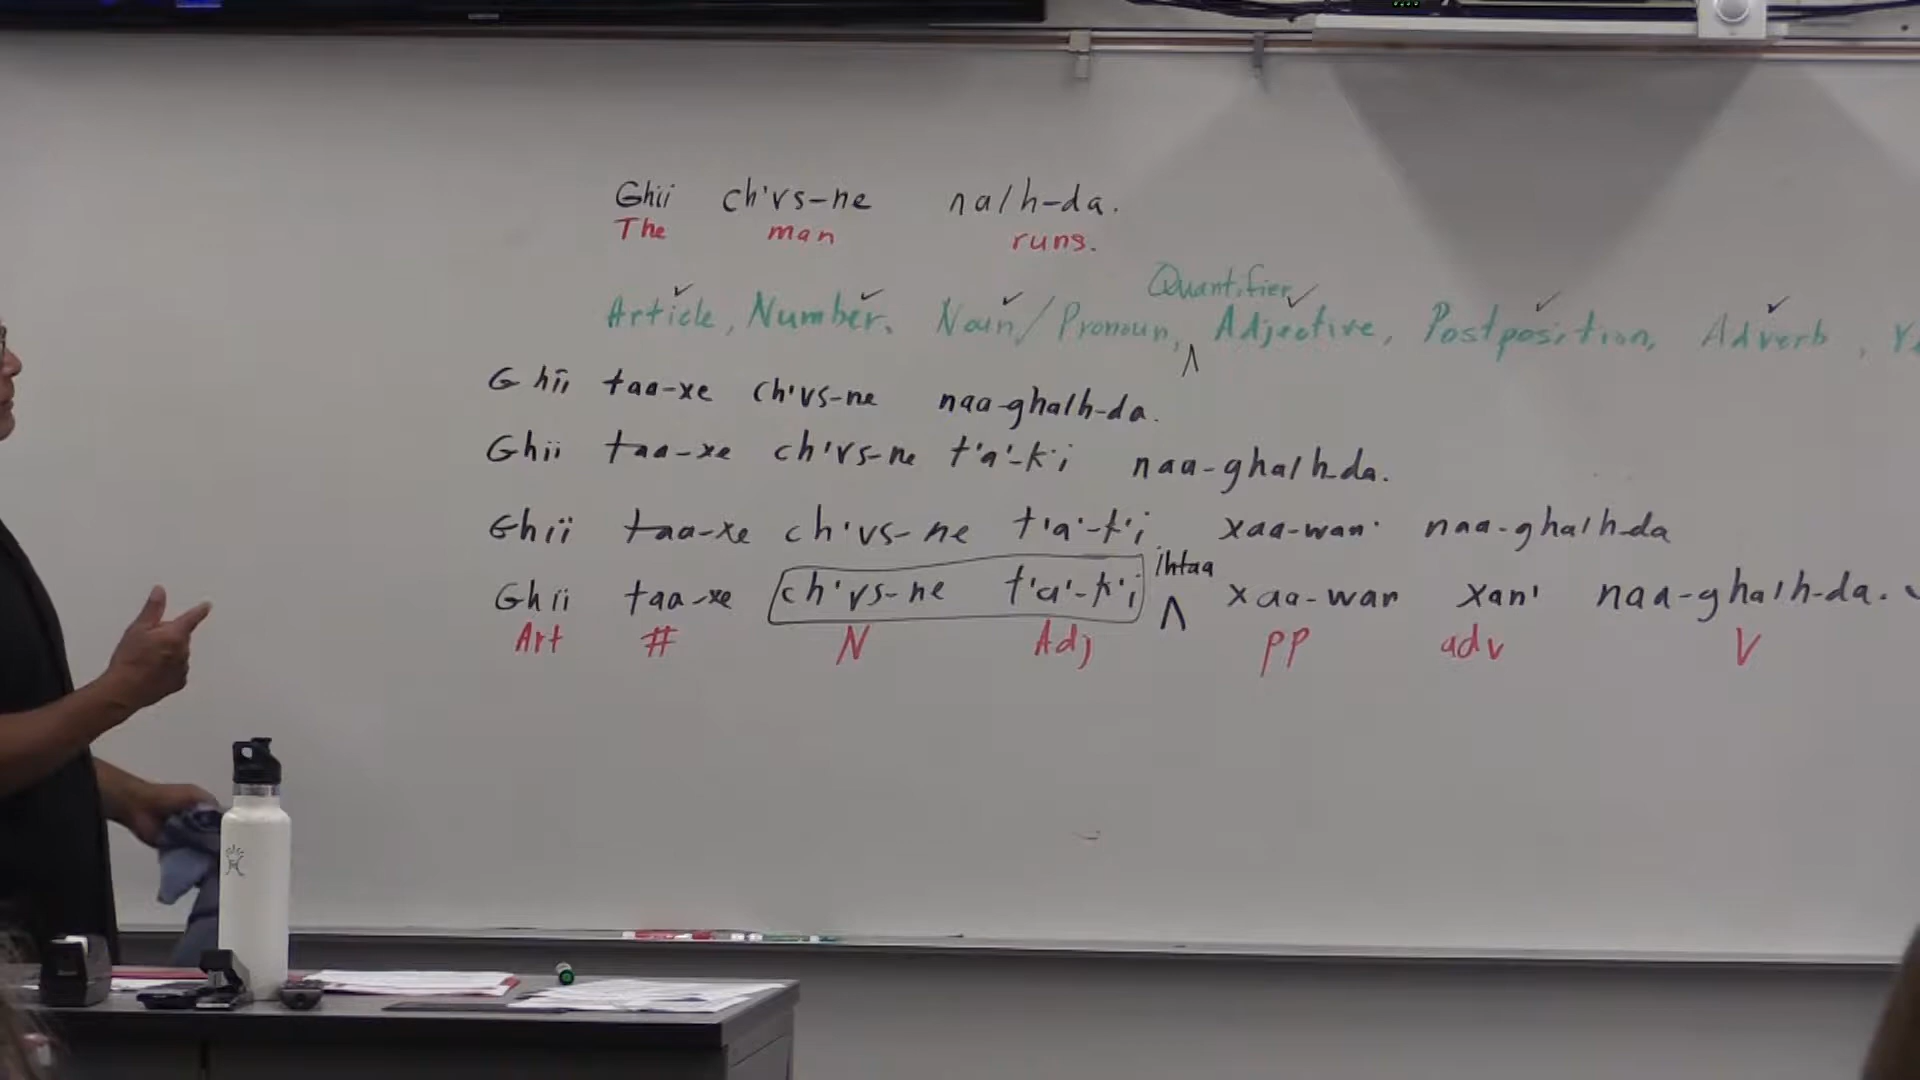 Ghii ch'vs-ne nalh-da.
The man runs.
Quantifier
Article, Number, Noun/Pronoun, ^ Adjective, Postposition, Adverb,
Ghii taa-xe ch'vs-ne naa-ghalh-da.
Ghii taa-xe ch'vs-ne t'a'-k'i naa-ghalh-da.
Ghii taa-xe ch'vs-ne t'a'-k'i xaa-wan' naa-ghalh-da
ihtaa
Ghii taa-xe ch'vs-ne t'a'-k'i ^ xaa-wan xan' naa-ghalh-da.
Art # N Adj PP adv V